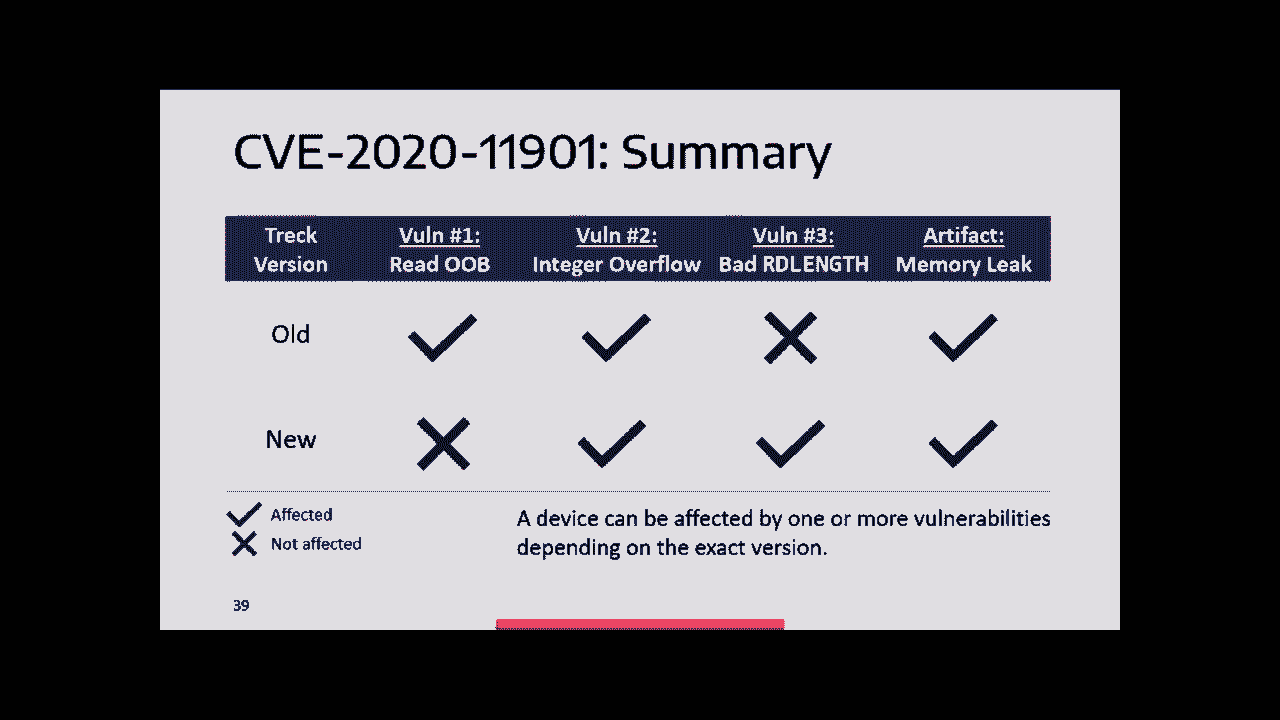 CVE-2020-11901: Summary
Treck Version
Vuln #1: Read OOB
Vuln #2: Integer Overflow
Vuln #3: Bad RDLENGTH
Artifact: Memory Leak
Old
New
Affected
Not affected
A device can be affected by one or more vulnerabilities
depending on the exact version.
39